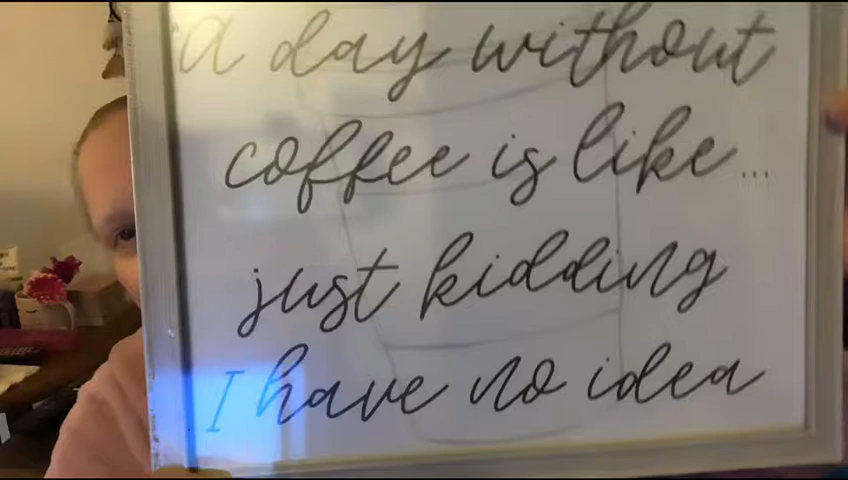 A day without
coffee is like...
just kidding
I have no idea